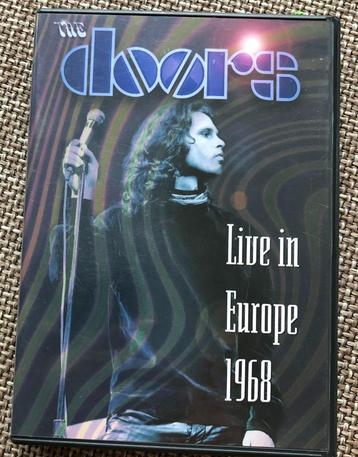 THE
doors
Live in
Europe
1968